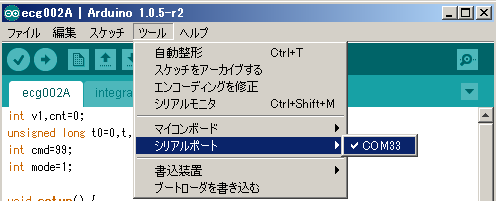 ecg002A | Arduino 1.0.5-r2
ファイル 編集 スケッチ ツール ヘルプ
自動整形 Ctrl+T
スケッチをアーカイブする
エンコーディングを修正
シリアルモニタ Ctrl+Shift+M
マイコンボード
シリアルポート
COM33
書込装置
ブートローダを書き込む
ecg002A integra
int v1,cnt=0;
unsigned long t0=0,t,
int cmd=99;
int mode=1;
void setup() {